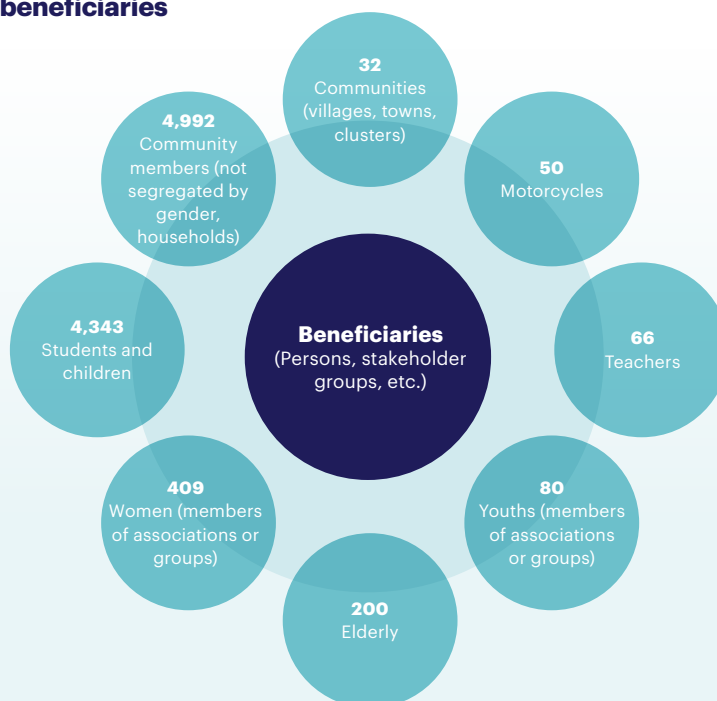 beneficiaries
32
Communities
(villages, towns,
clusters)
4,992
Community
members (not
segregated by
gender,
households)
50
Motorcycles
4,343
Students and
children
Beneficiaries
(Persons, stakeholder
groups, etc.)
66
Teachers
409
Women (members
of associations or
groups)
80
Youths (members
of associations
or groups)
200
Elderly